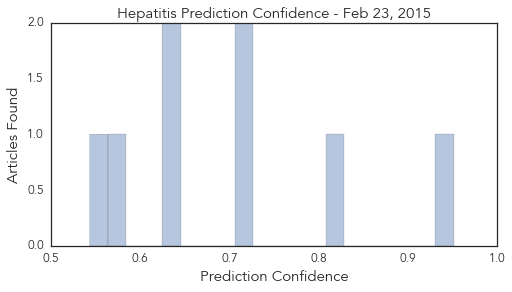 Hepatitis Prediction Confidence - Feb 23, 2015
2.0
1.5
1.0
0.5
0.0
Articles Found
0.5 0.6 0.7 0.8 0.9 1.0
Prediction Confidence